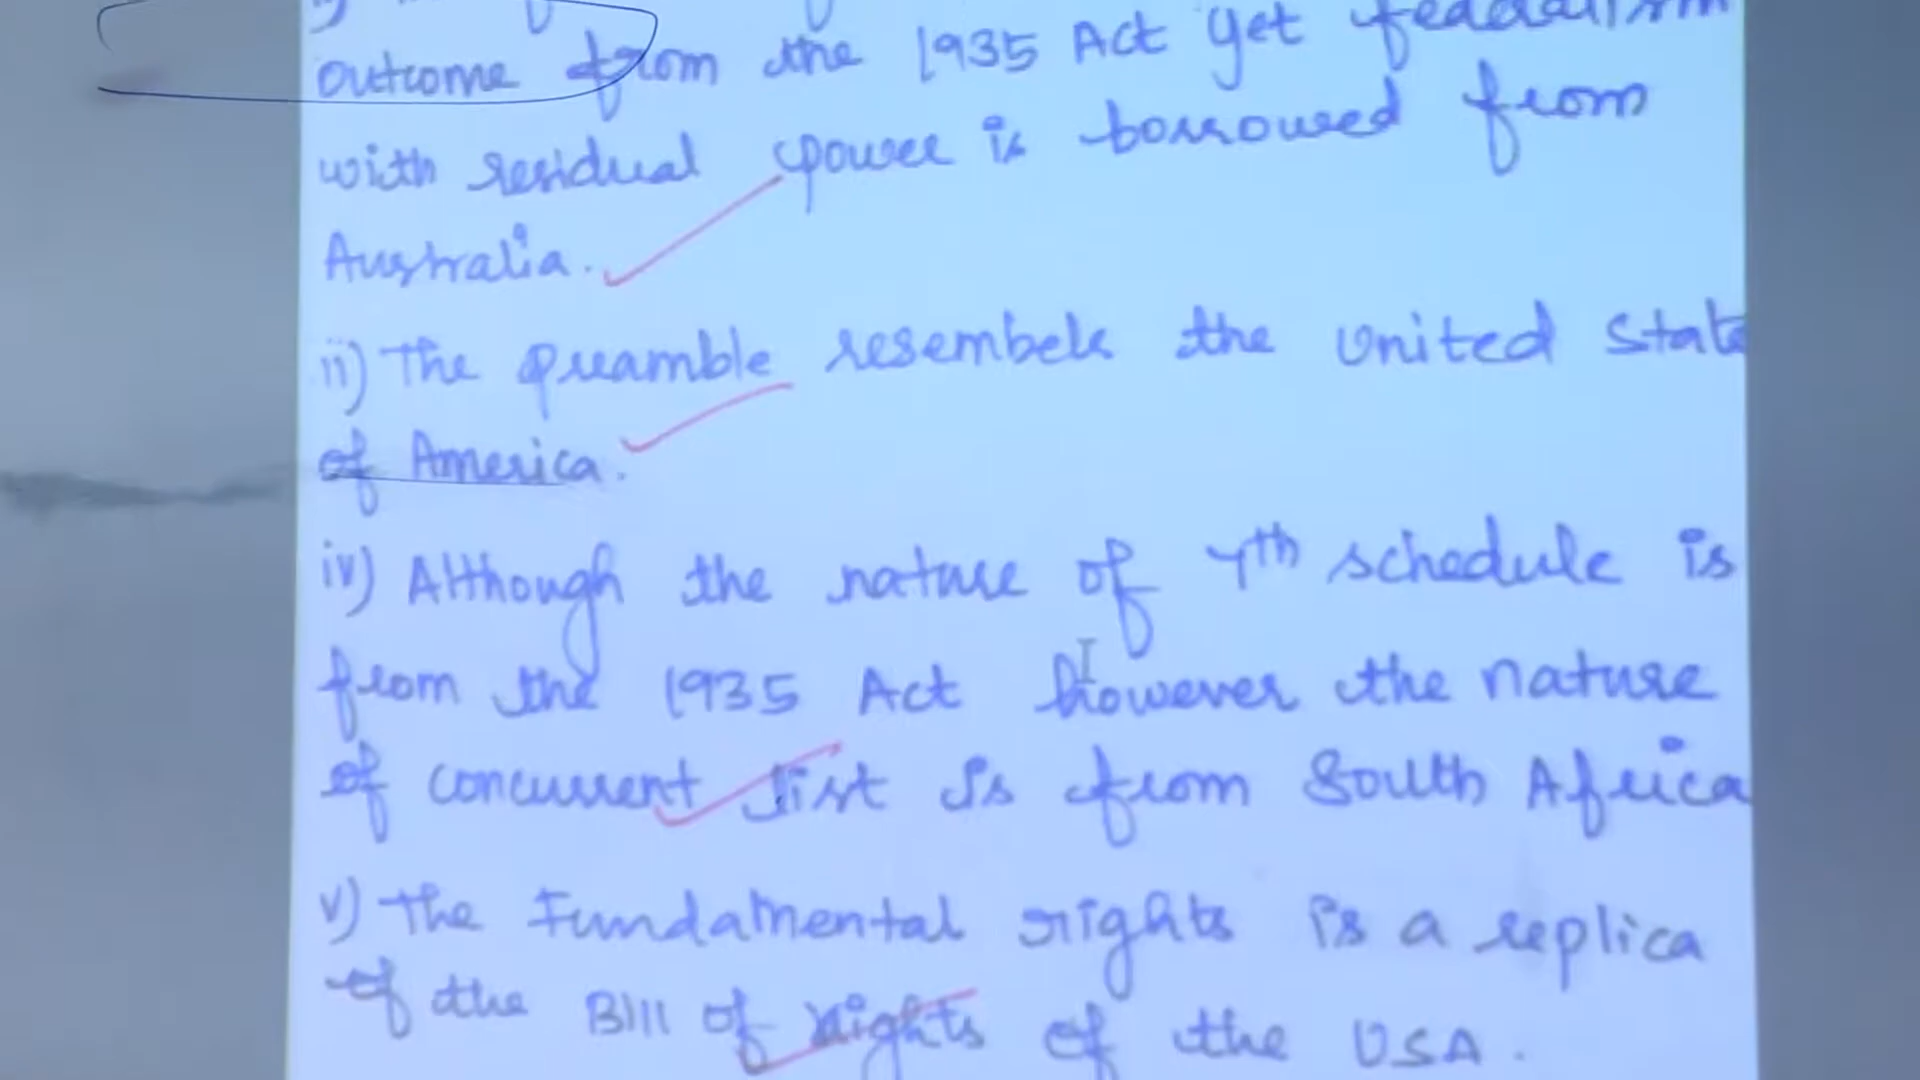 outcome from the 1935 Act yet federalism
with residual power is borrowed from
Australia.
ii) The preamble resembels the United State
of America.
iv) Although the nature of 7th schedule is
from the 1935 Act however the nature
of concurrent list is from South Africa
v) The Fundamental rights is a replica
of the Bill of rights of the USA.